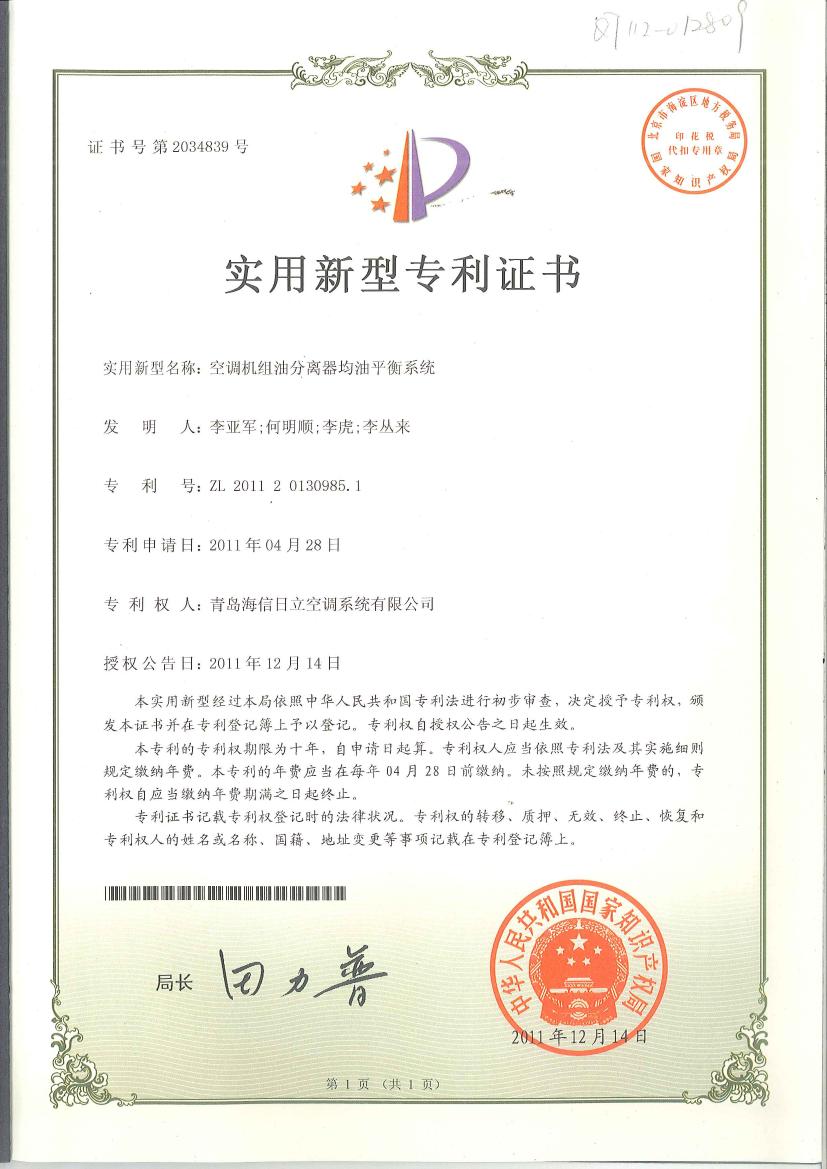 证书号第2034839号
北京市海淀区地方税务局
印花税
代扣专用章
国家知识产权局
实用新型专利证书
实用新型名称：空调机组油分离器均油平衡系统
发 明 人：李亚军;何明顺;李虎;李丛来
专 利 号：ZL 2011 2 0130985.1
专利申请日：2011年04月28日
专 利 权 人：青岛海信日立空调系统有限公司
授权公告日：2011年12月14日
本实用新型经过本局依照中华人民共和国专利法进行初步审查，决定授予专利权，颁
发本证书并在专利登记簿上予以登记。专利权自授权公告之日起生效。
本专利的专利权期限为十年，自申请日起算。专利权人应当依照专利法及其实施细则
规定缴纳年费。本专利的年费应当在每年 04 月 28 日前缴纳。未按照规定缴纳年费的，专
利权自应当缴纳年费期满之日起终止。
专利证书记载专利权登记时的法律状况。专利权的转移、质押、无效、终止、恢复和
专利权人的姓名或名称、国籍、地址变更等事项记载在专利登记簿上。
局长 田力普
中华人民共和国国家知识产权局
2011年12月14日
第 1 页 （共 1 页）